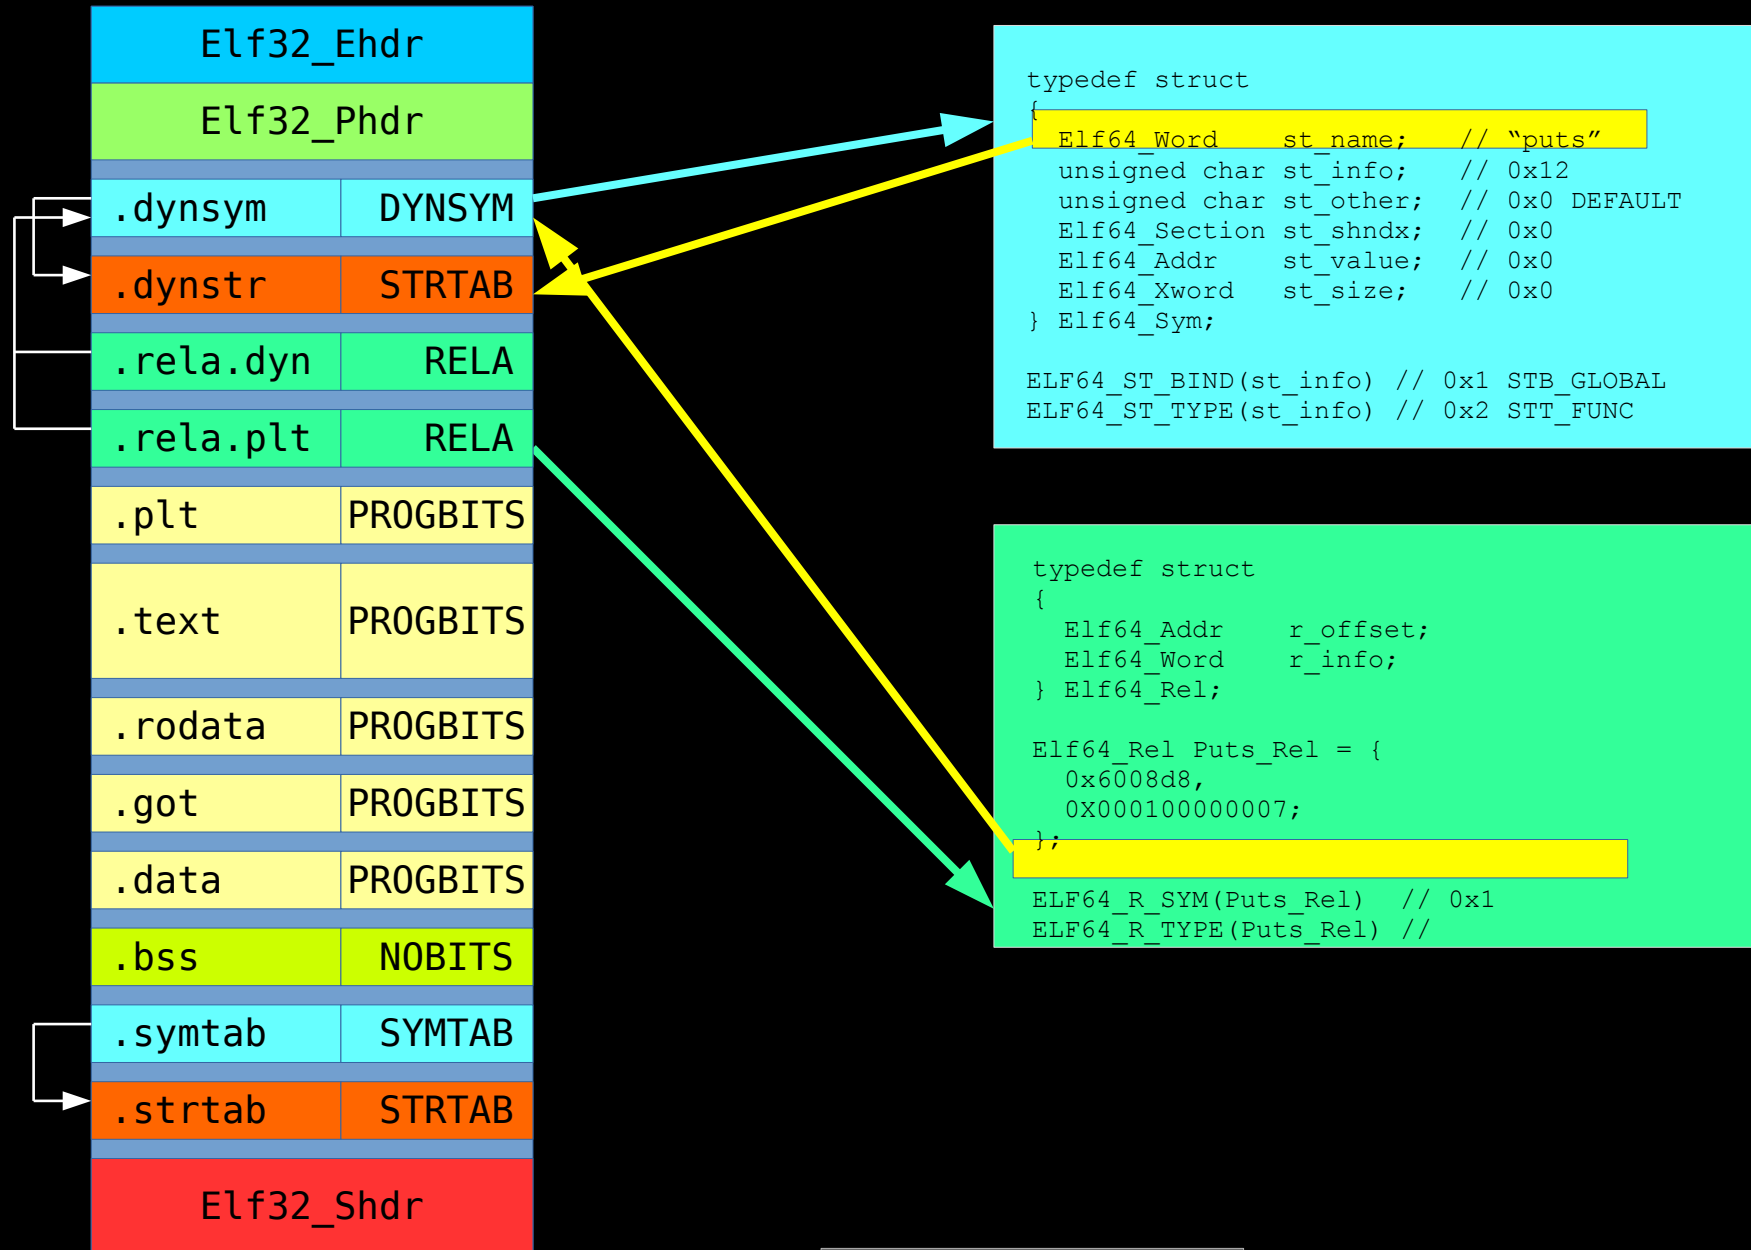 Elf32_Ehdr
Elf32_Phdr
.dynsym DYNSYM
.dynstr STRTAB
.rela.dyn RELA
.rela.plt RELA
.plt PROGBITS
.text PROGBITS
.rodata PROGBITS
.got PROGBITS
.data PROGBITS
.bss NOBITS
.symtab SYMTAB
.strtab STRTAB
Elf32_Shdr
typedef struct
{
Elf64_Word st_name; // “puts”
unsigned char st_info; // 0x12
unsigned char st_other; // 0x0 DEFAULT
Elf64_Section st_shndx; // 0x0
Elf64_Addr st_value; // 0x0
Elf64_Xword st_size; // 0x0
} Elf64_Sym;
ELF64_ST_BIND(st_info) // 0x1 STB_GLOBAL
ELF64_ST_TYPE(st_info) // 0x2 STT_FUNC
typedef struct
{
Elf64_Addr r_offset;
Elf64_Word r_info;
} Elf64_Rel;
Elf64_Rel Puts_Rel = {
0x6008d8,
0X000100000007;
};
ELF64_R_SYM(Puts_Rel) // 0x1
ELF64_R_TYPE(Puts_Rel) //